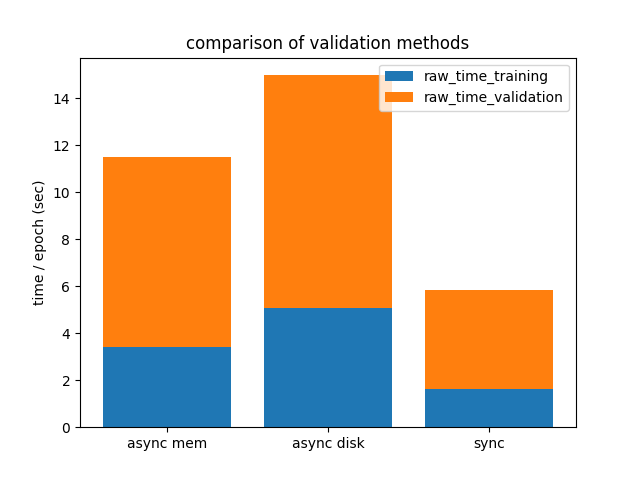 comparison of validation methods
raw_time_training
raw_time_validation
time / epoch (sec)
14
12
10
8
6
4
2
0
async mem
async disk
sync